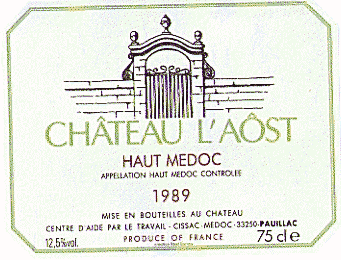 CHÂTEAU L'AÔST
HAUT MEDOC
APPELLATION HAUT MEDOC CONTROLEE
1989
MISE EN BOUTEILLES AU CHATEAU
CENTRE D'AIDE PAR LE TRAVAIL - CISSAC-MEDOC-33250-PAUILLAC
12,5%vol. PRODUCE OF FRANCE 75 cl e